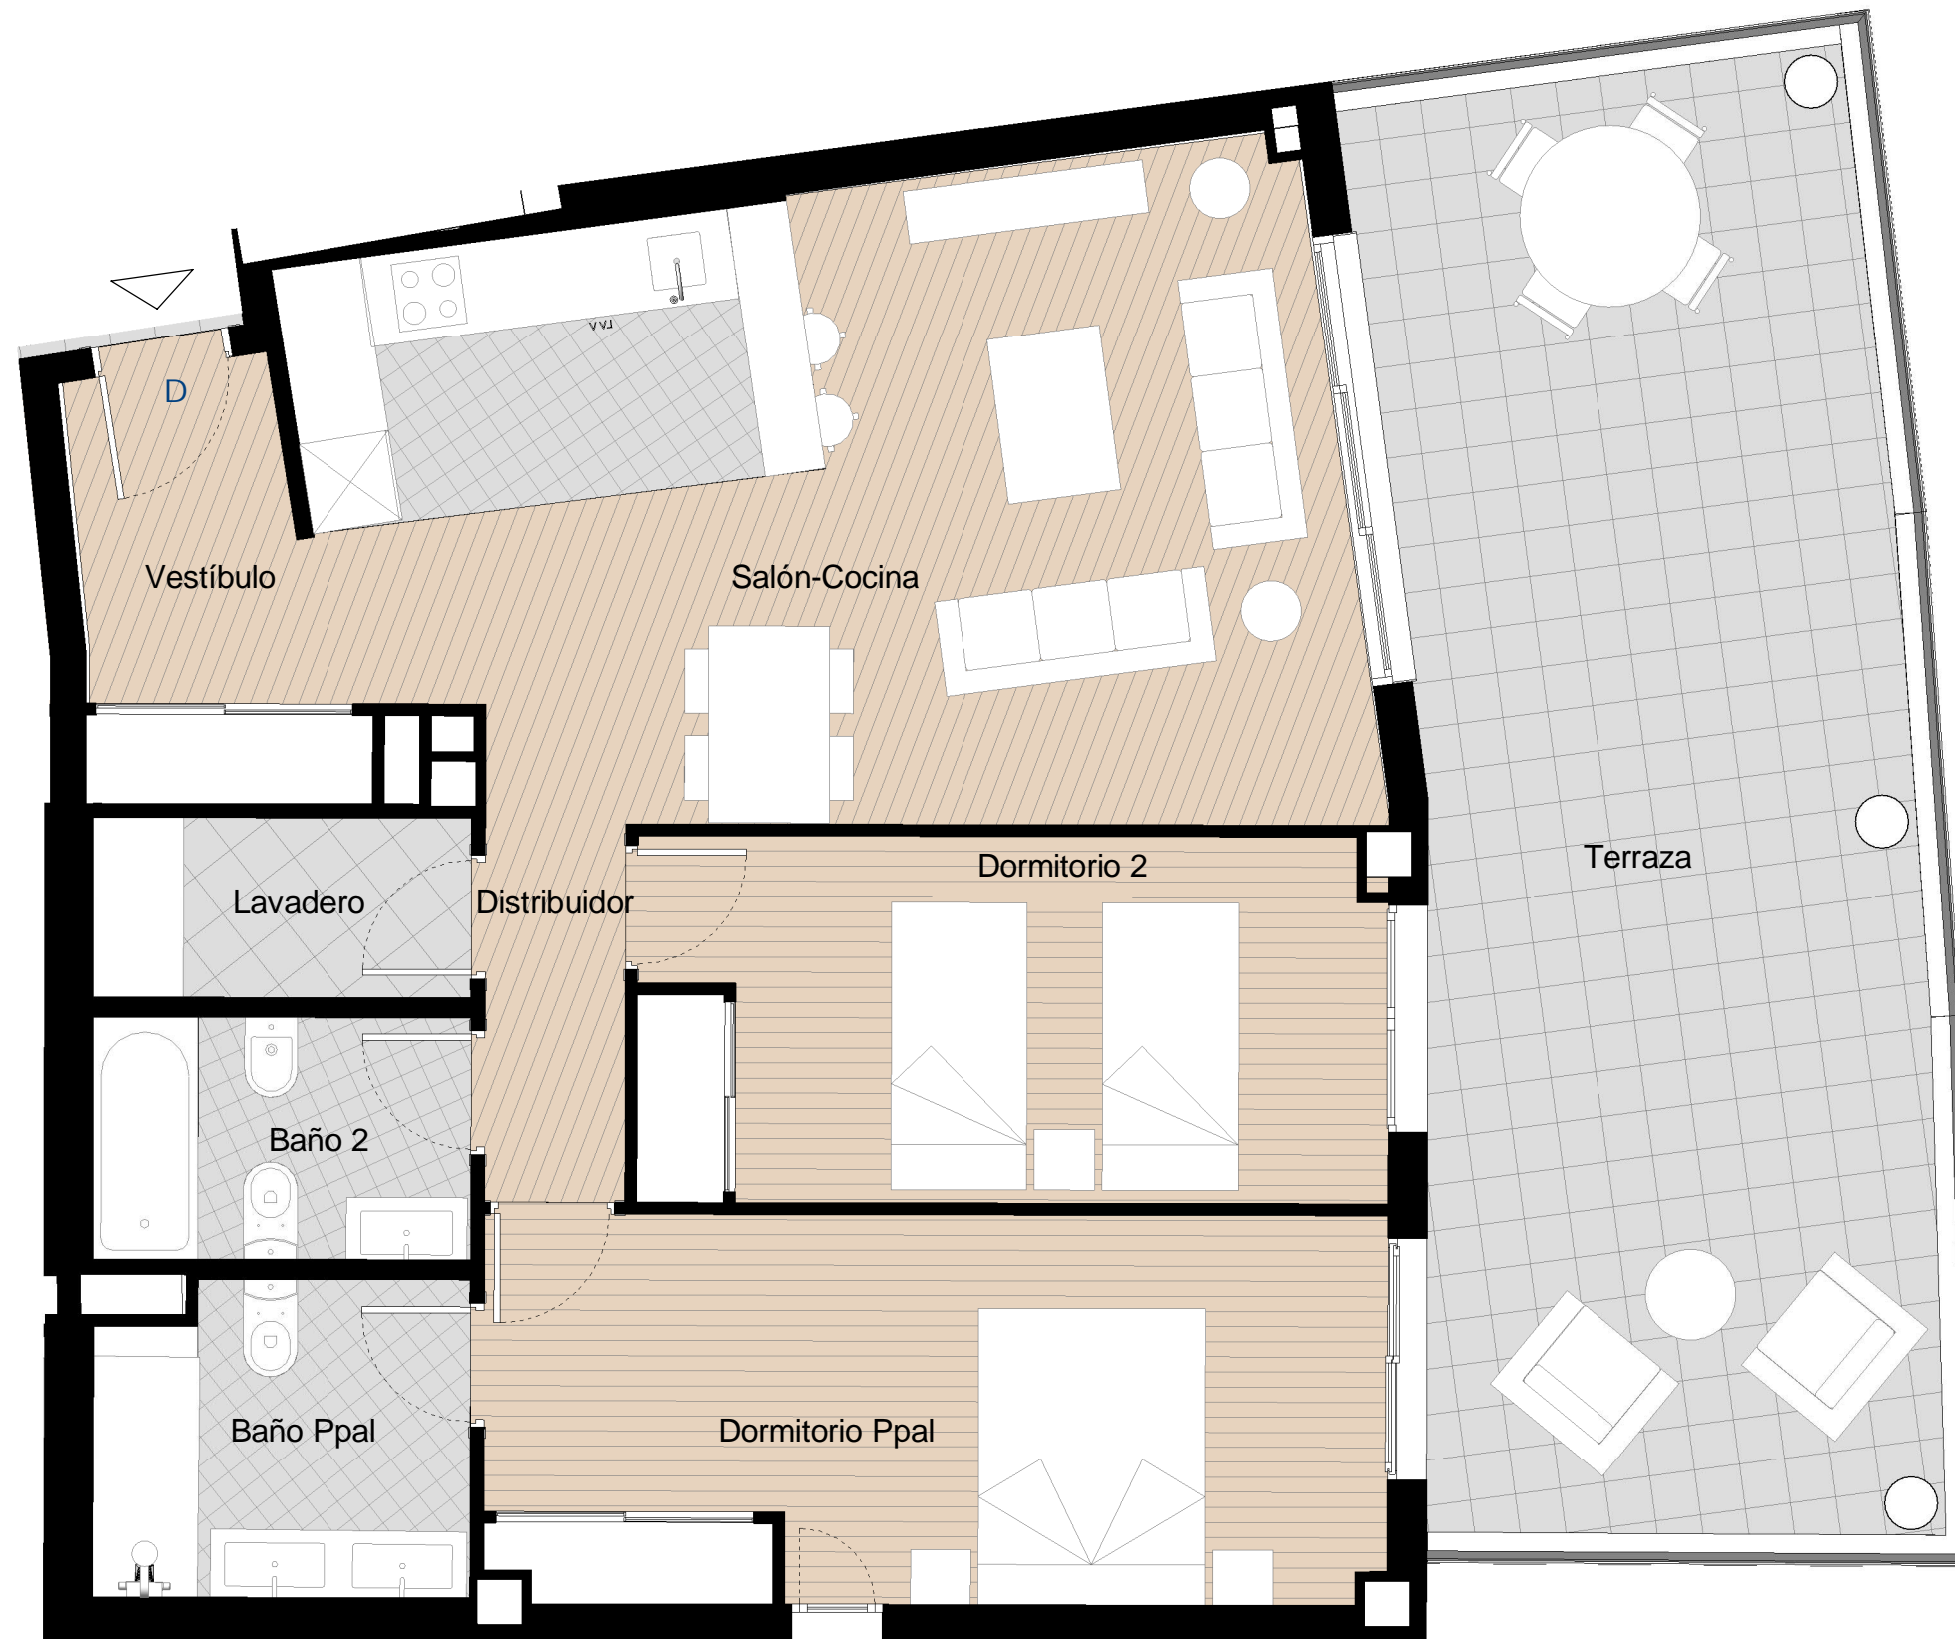 D
Vestíbulo
Salón-Cocina
Dormitorio 2
Terraza
Lavadero
Distribuidor
Baño 2
Baño Ppal
Dormitorio Ppal